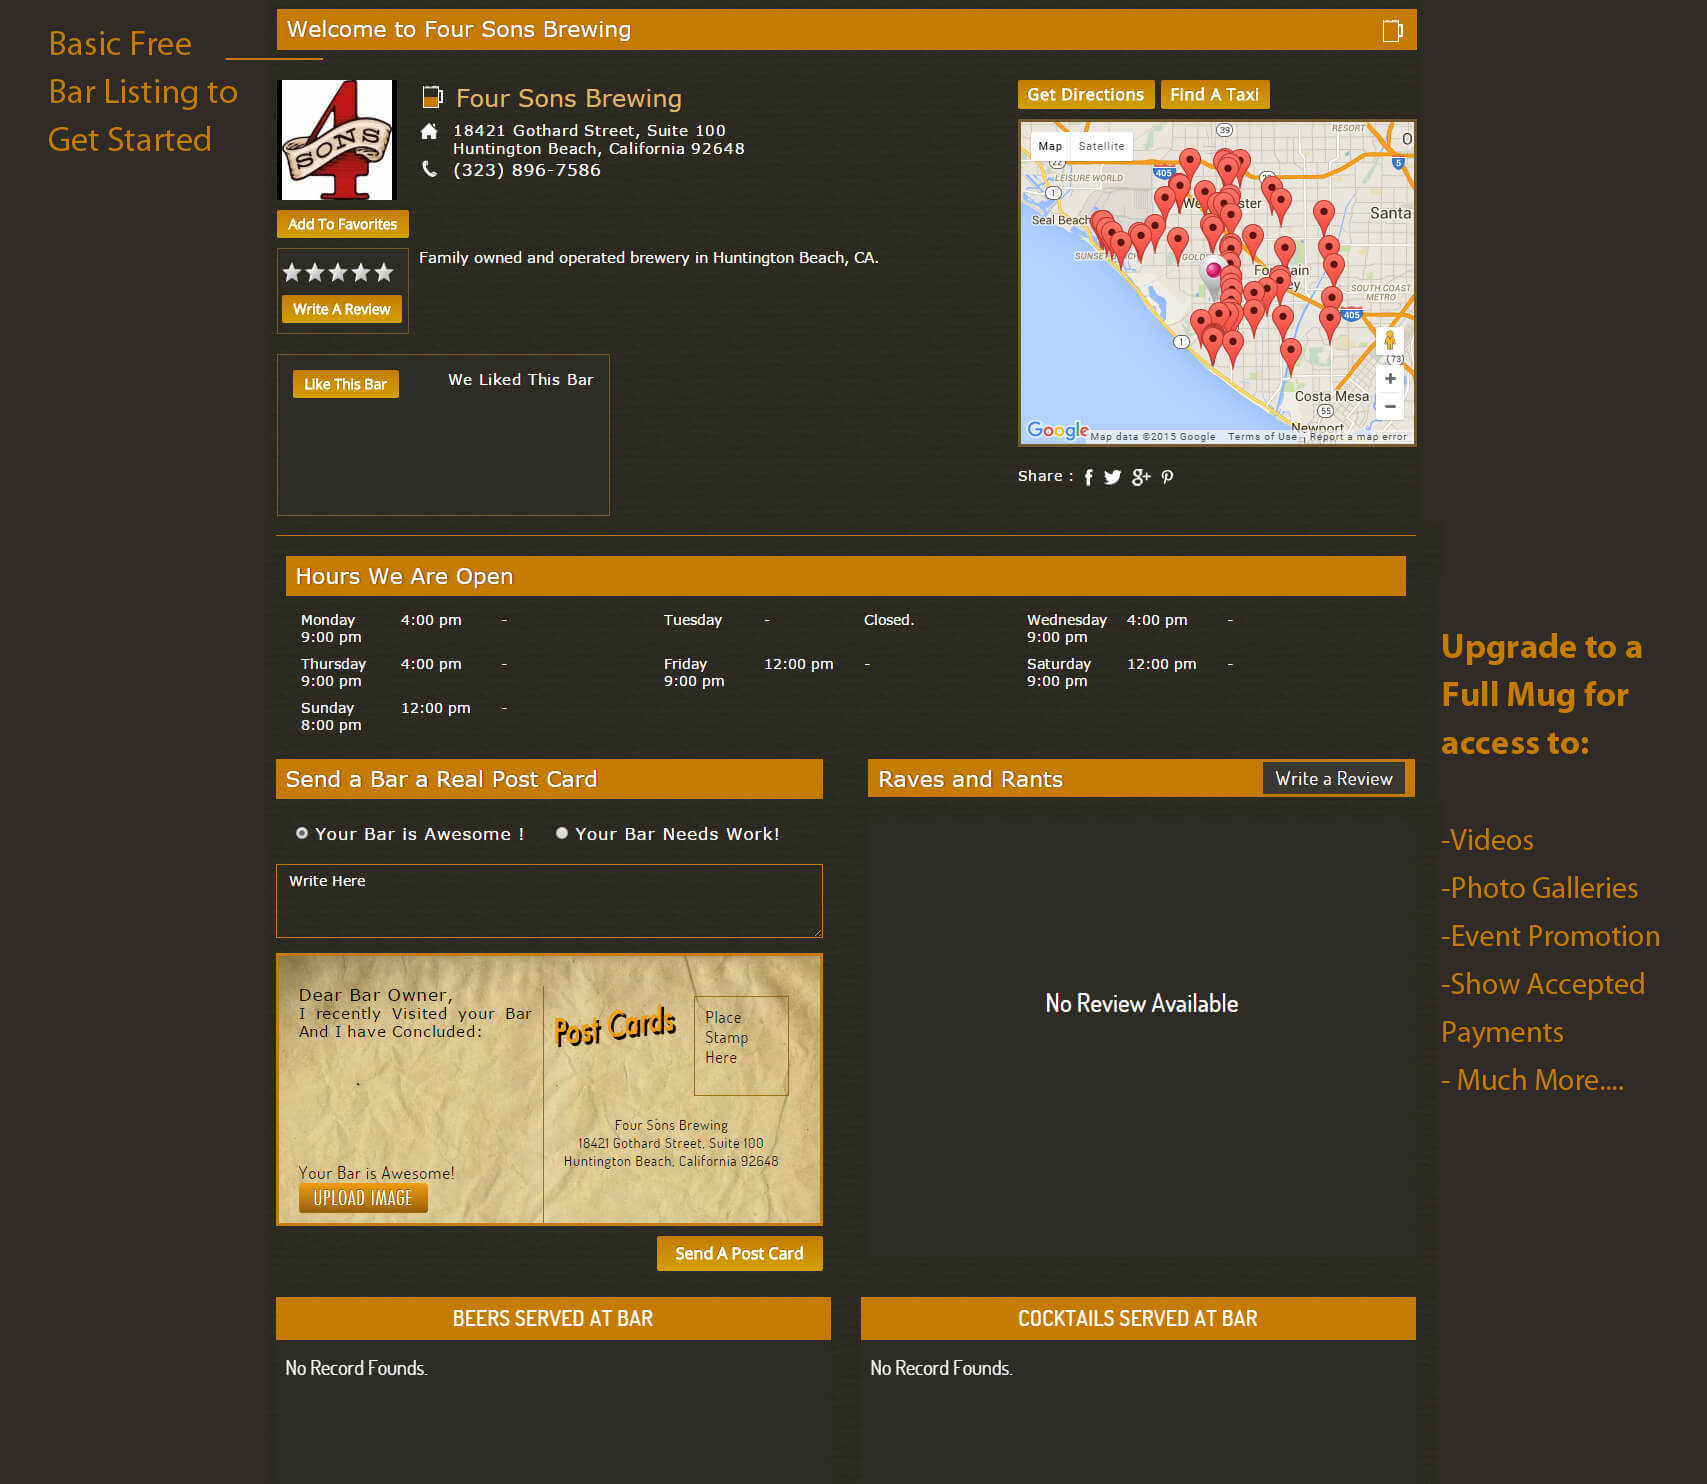 Basic Free
Bar Listing to
Get Started
Welcome to Four Sons Brewing
4
SONS
Four Sons Brewing
18421 Gothard Street, Suite 100
Huntington Beach, California 92648
(323) 896-7586
Add To Favorites
Write A Review
Family owned and operated brewery in Huntington Beach, CA.
Like This Bar
We Liked This Bar
Get Directions
Find A Taxi
Map
Satellite
39
RESORT
O
5
22
405
LEISURE WORLD
1
Seal Beach
Santa
SOUTH COAST
METRO
405
1
(73)
Costa Mesa
55
Newport
Google
Map data ©2015 Google
Terms of Use
Report a map error
Share :
Hours We Are Open
Monday 4:00 pm -
9:00 pm
Tuesday - Closed.
Wednesday 4:00 pm -
9:00 pm
Thursday 4:00 pm -
9:00 pm
Friday 12:00 pm -
9:00 pm
Saturday 12:00 pm -
9:00 pm
Sunday 12:00 pm -
8:00 pm
Upgrade to a
Full Mug for
access to:
-Videos
-Photo Galleries
-Event Promotion
-Show Accepted
Payments
- Much More....
Send a Bar a Real Post Card
Your Bar is Awesome !
Your Bar Needs Work!
Write Here
Dear Bar Owner,
I recently Visited your Bar
And I have Concluded:
Your Bar is Awesome!
UPLOAD IMAGE
Post Cards
Place
Stamp
Here
Four Sons Brewing
18421 Gothard Street, Suite 100
Huntington Beach, California 92648
Send A Post Card
Raves and Rants
Write a Review
No Review Available
BEERS SERVED AT BAR
No Record Founds.
COCKTAILS SERVED AT BAR
No Record Founds.